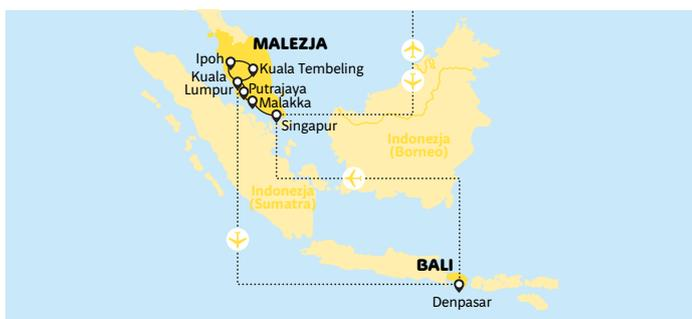 MALEZJA
Ipoh
Kuala Tembeling
Kuala
Lumpur
Putrajaya
Malakka
Singapur
Indonezja
(Borneo)
Indonezja
(Sumatra)
BALI
Denpasar